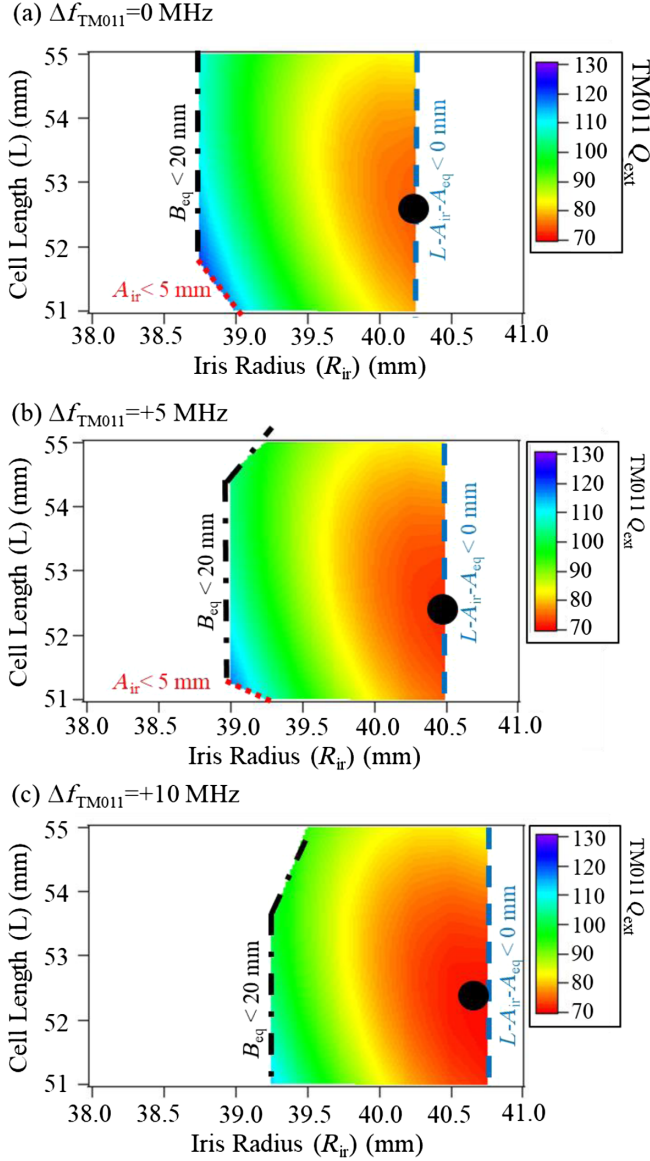 (a) Δf_TM011=0 MHz
Cell Length (L) (mm)
55
54
53
52
51
B_eq < 20 mm
A_ir < 5 mm
L-A_ir-A_eq < 0 mm
38.0 38.5 39.0 39.5 40.0 40.5 41.0
Iris Radius (R_ir) (mm)
130
120
110
100
90
80
70
TM011 Q_ext
(b) Δf_TM011=+5 MHz
Cell Length (L) (mm)
55
54
53
52
51
B_eq < 20 mm
A_ir < 5 mm
L-A_ir-A_eq < 0 mm
38.0 38.5 39.0 39.5 40.0 40.5 41.0
Iris Radius (R_ir) (mm)
130
120
110
100
90
80
70
TM011 Q_ext
(c) Δf_TM011=+10 MHz
Cell Length (L) (mm)
55
54
53
52
51
B_eq < 20 mm
L-A_ir-A_eq < 0 mm
38.0 38.5 39.0 39.5 40.0 40.5 41.0
Iris Radius (R_ir) (mm)
130
120
110
100
90
80
70
TM011 Q_ext